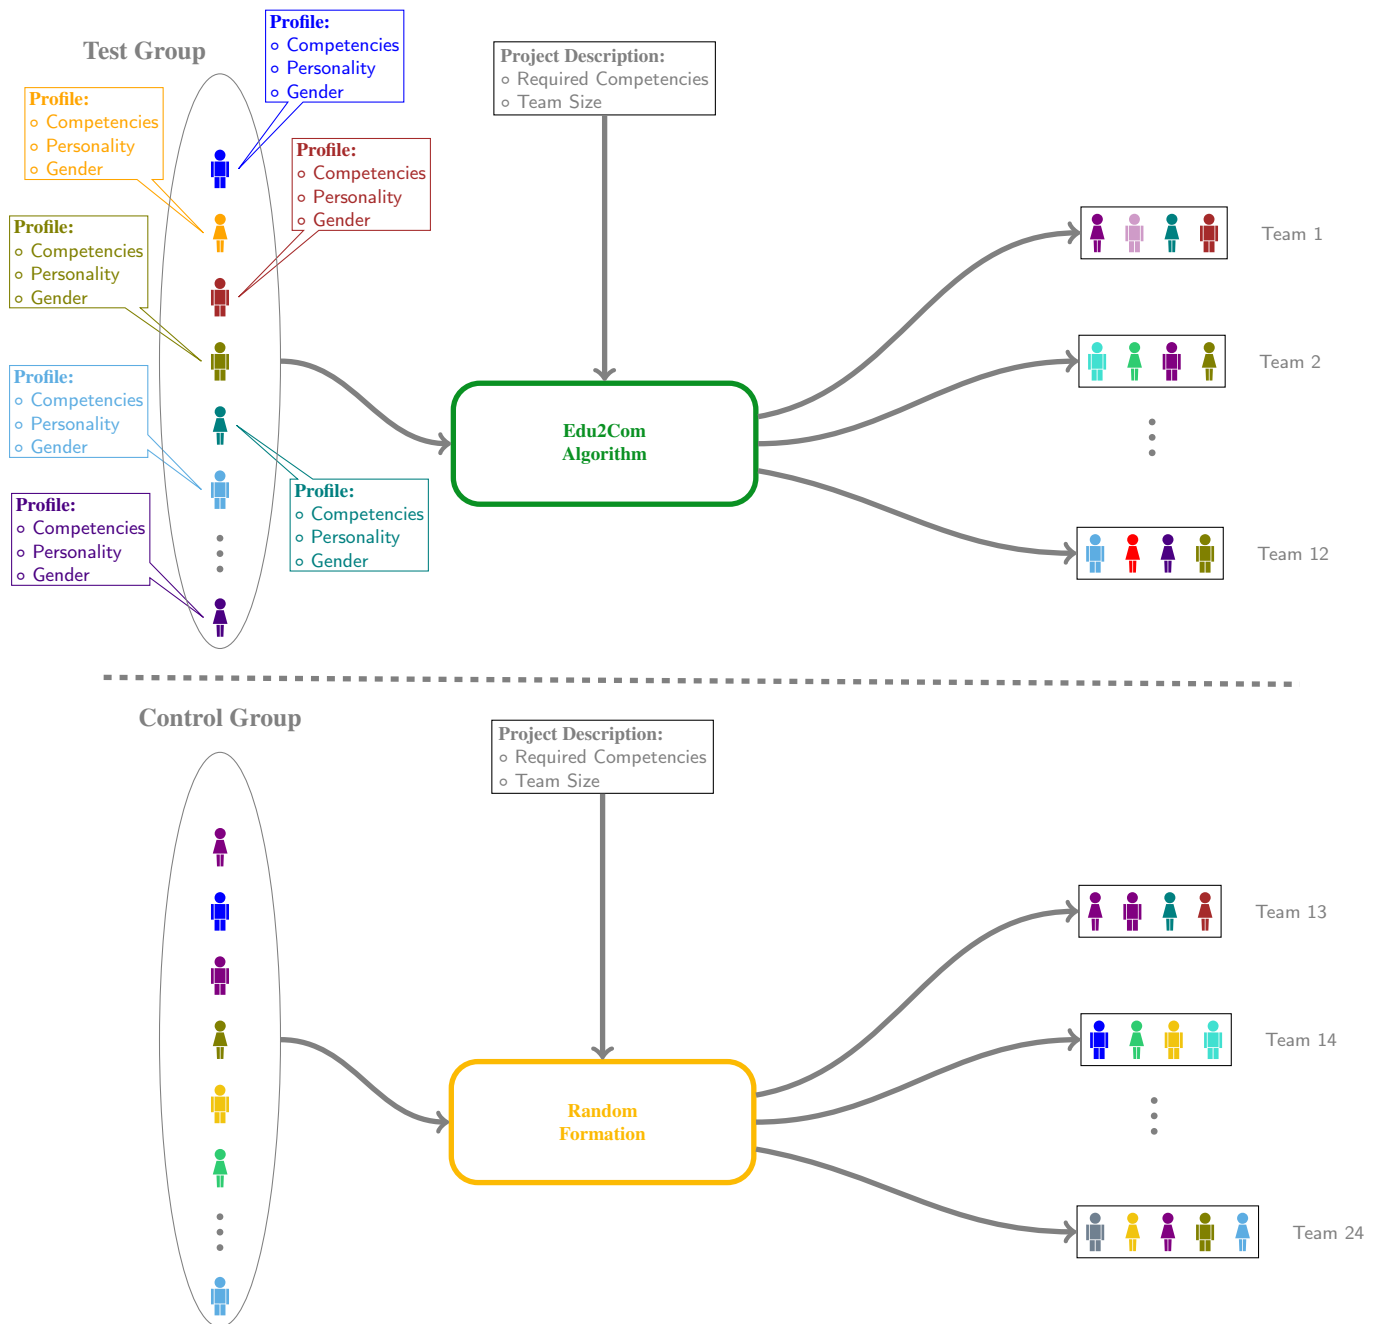 Test Group
Profile:
Competencies
Personality
Gender
Profile:
Competencies
Personality
Gender
Profile:
Competencies
Personality
Gender
Profile:
Competencies
Personality
Gender
Profile:
Competencies
Personality
Gender
Profile:
Competencies
Personality
Gender
Profile:
Competencies
Personality
Gender
Project Description:
Required Competencies
Team Size
Edu2Com
Algorithm
Team 1
Team 2
Team 12
Control Group
Project Description:
Required Competencies
Team Size
Random
Formation
Team 13
Team 14
Team 24